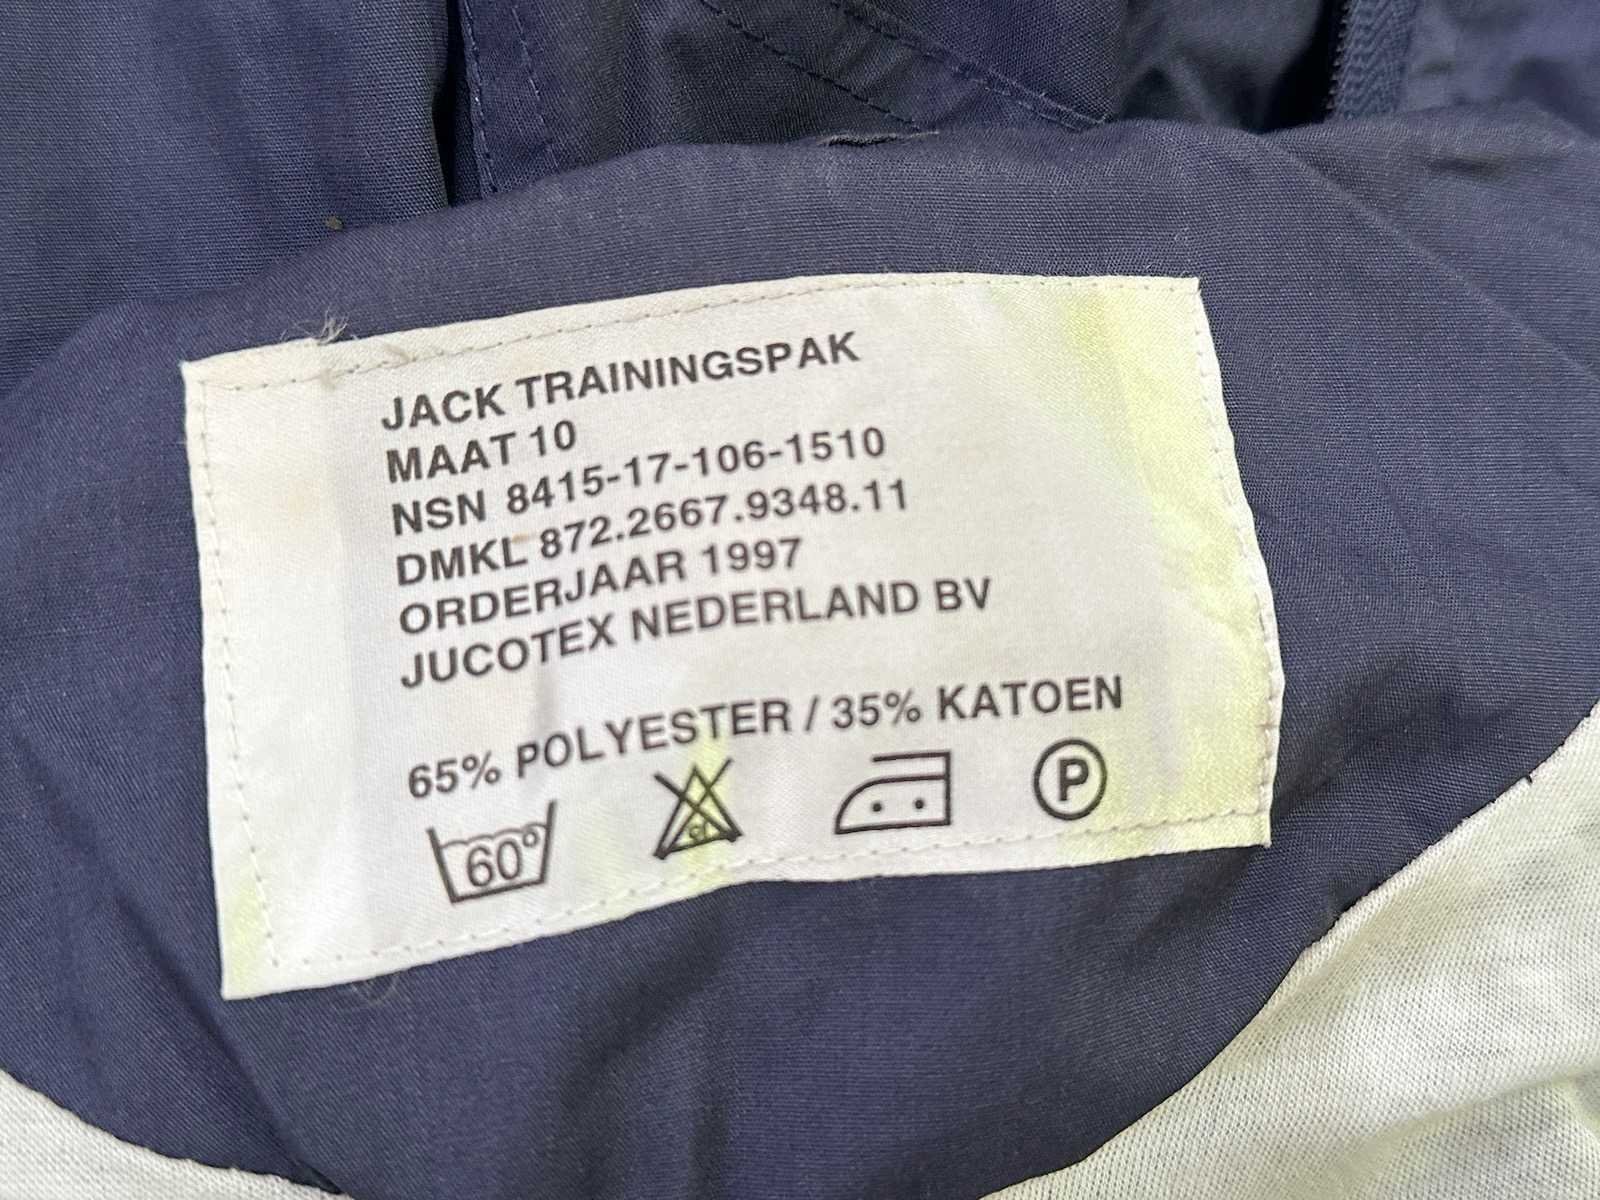 JACK TRAININGSPAK
MAAT 10
NSN 8415-17-106-1510
DMKL 872.2667.9348.11
ORDERJAAR 1997
JUCOTEX NEDERLAND BV
65% POLYESTER / 35% KATOEN
60° cl P